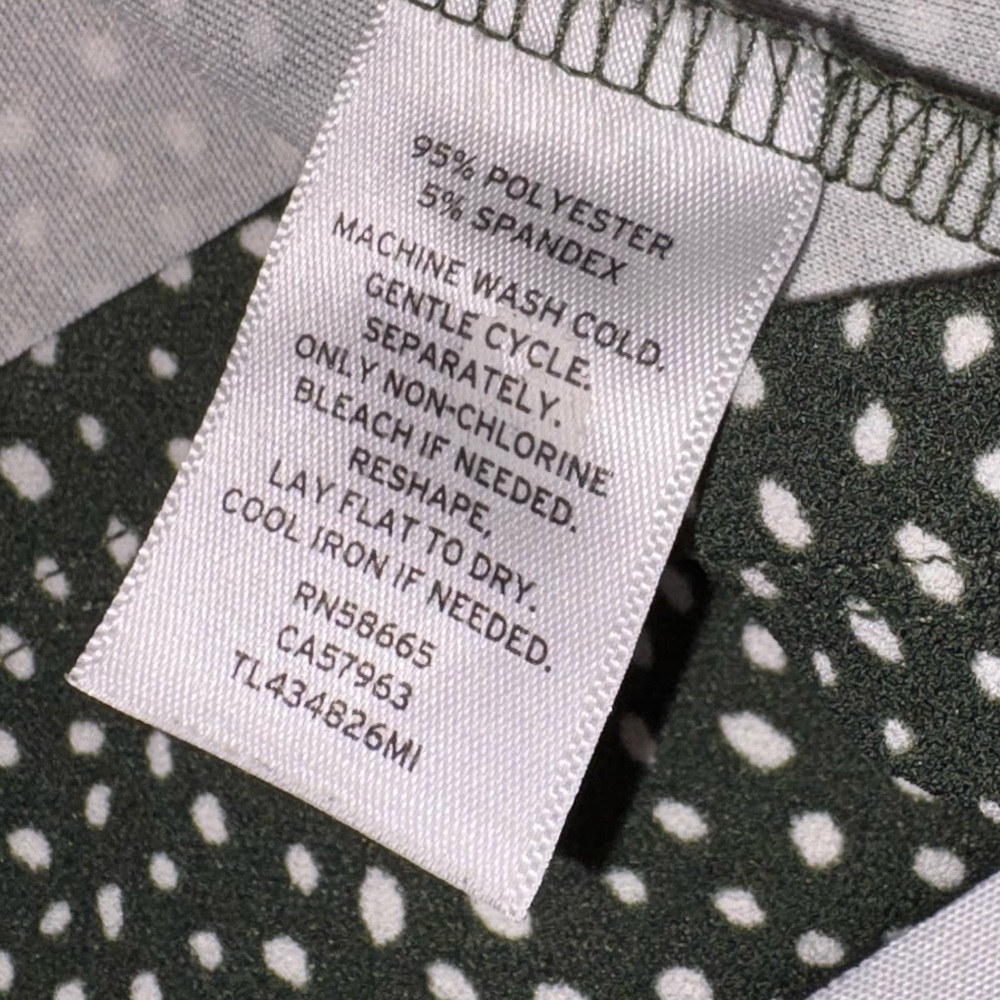 95% POLYESTER
5% SPANDEX
MACHINE WASH COLD.
GENTLE CYCLE.
SEPARATELY.
ONLY NON-CHLORINE
BLEACH IF NEEDED.
RESHAPE,
LAY FLAT TO DRY.
COOL IRON IF NEEDED.
RN58665
CA57963
TL434826MI